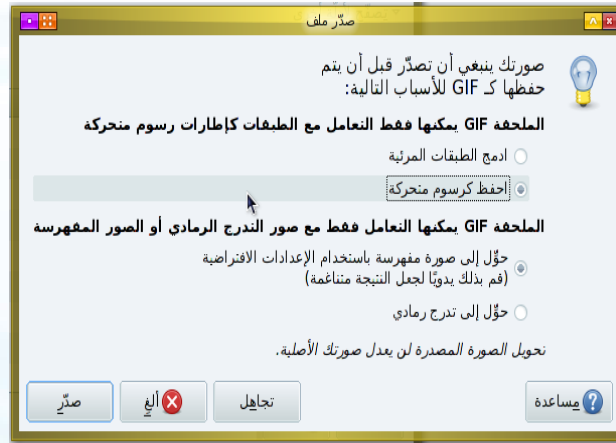 صدّر ملف
صورتك ينبغي أن تصدّر قبل أن يتم
حفظها كـ GIF للأسباب التالية:
الملحفة GIF يمكنها فقط التعامل مع الطبقات كإطارات رسوم متحركة
ادمج الطبقات المرئية
احفظ كرسوم متحركة
الملحفة GIF يمكنها التعامل فقط مع صور التدرج الرمادي أو الصور المفهرسة
حوِّل إلى صورة مفهرسة باستخدام الإعدادات الافتراضية
(قم بذلك يدويًا لجعل النتيجة متناغمة)
حوِّل إلى تدرج رمادي
تحويل الصورة المصدرة لن يعدل صورتك الأصلية.
مساعدة
تجاهل
ألغِ
صدّرِ